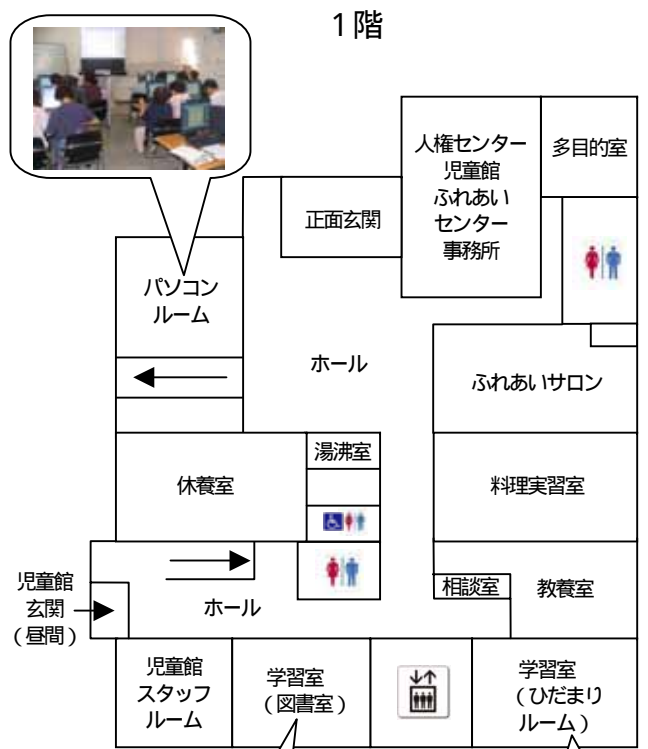 1階
人権センター
児童館
ふれあい
センター
事務所
多目的室
正面玄関
パソコン
ルーム
ホール
ふれあいサロン
湯沸室
休養室
料理実習室
児童館
玄関
(昼間)
ホール
相談室
教養室
児童館
スタッフ
ルーム
学習室
(図書室)
学習室
(ひだまり
ルーム)